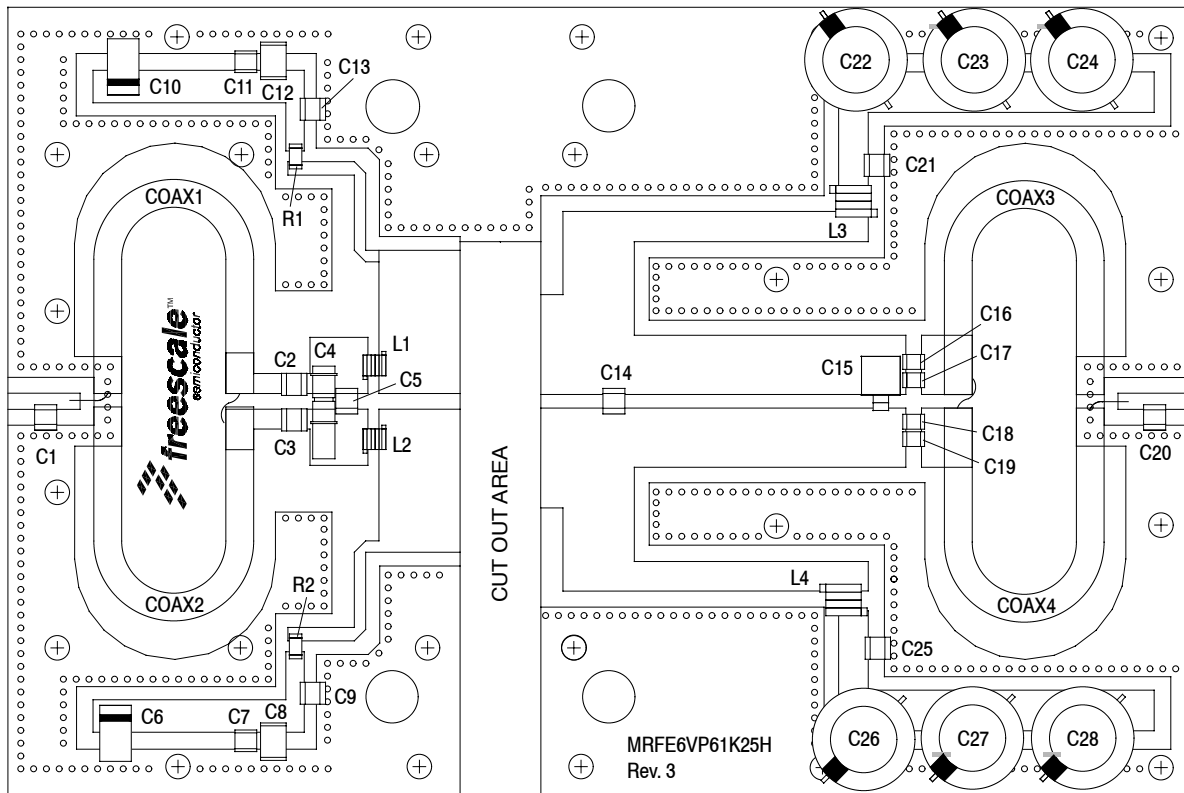 C10
C11
C12
C13
C22
C23
C24
C21
COAX1
R1
L3
COAX3
freescale™
semiconductor
C2
C4
L1
C5
C14
C15
C16
C17
C1
C3
L2
C18
C19
C20
CUT OUT AREA
COAX2
R2
L4
COAX4
C25
C6
C7
C8
C9
MRFE6VP61K25H
Rev. 3
C26
C27
C28